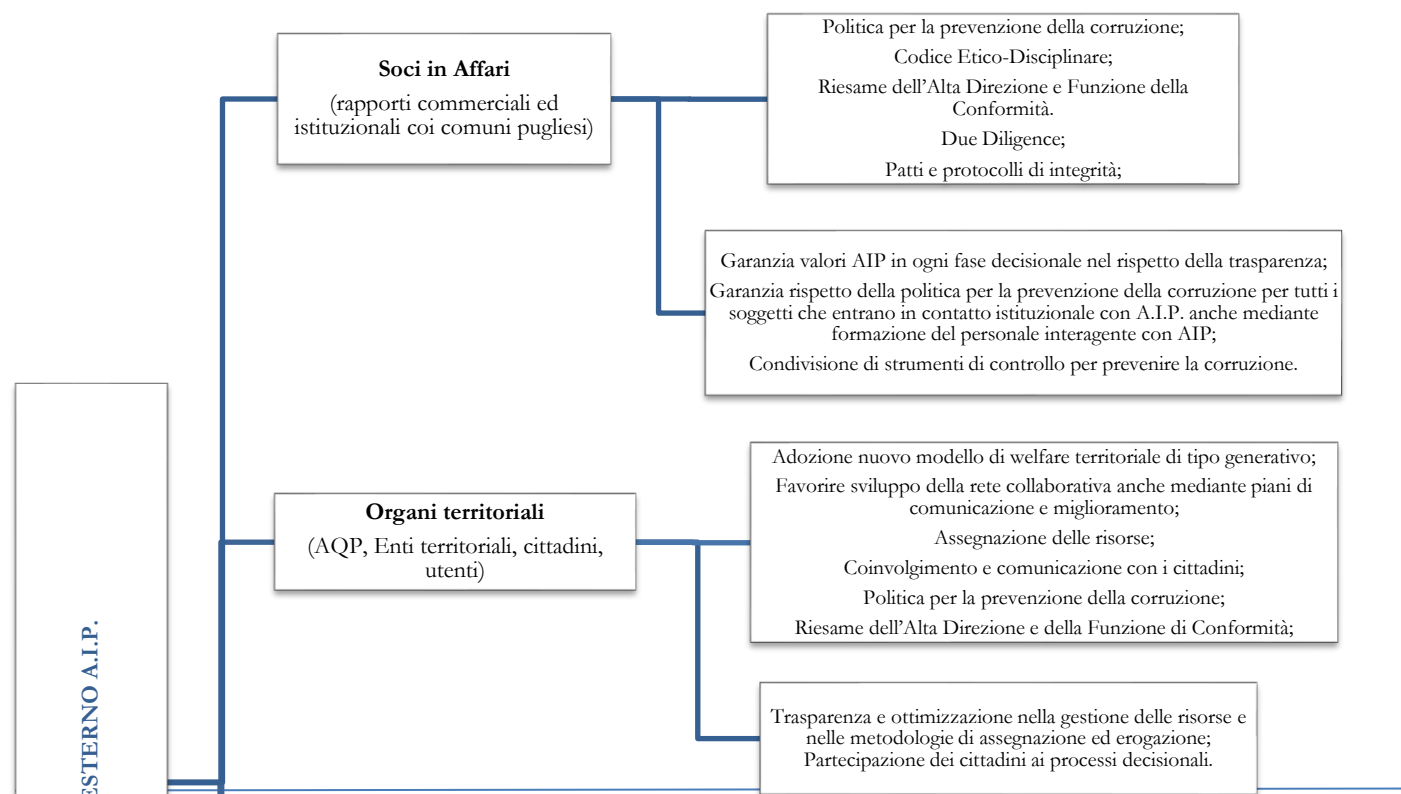 Soci in Affari
(rapporti commerciali ed
istituzionali coi comuni pugliesi)
Politica per la prevenzione della corruzione;
Codice Etico-Disciplinare;
Riesame dell'Alta Direzione e Funzione della
Conformità.
Due Diligence;
Patti e protocolli di integrità;
Garanzia valori AIP in ogni fase decisionale nel rispetto della trasparenza;
Garanzia rispetto della politica per la prevenzione della corruzione per tutti i
soggetti che entrano in contatto istituzionale con A.I.P. anche mediante
formazione del personale interagente con AIP;
Condivisione di strumenti di controllo per prevenire la corruzione.
Organi territoriali
(AQP, Enti territoriali, cittadini,
utenti)
Adozione nuovo modello di welfare territoriale di tipo generativo;
Favorire sviluppo della rete collaborativa anche mediante piani di
comunicazione e miglioramento;
Assegnazione delle risorse;
Coinvolgimento e comunicazione con i cittadini;
Politica per la prevenzione della corruzione;
Riesame dell'Alta Direzione e della Funzione di Conformità;
Trasparenza e ottimizzazione nella gestione delle risorse e
nelle metodologie di assegnazione ed erogazione;
Partecipazione dei cittadini ai processi decisionali.
ESTERNO A.I.P.